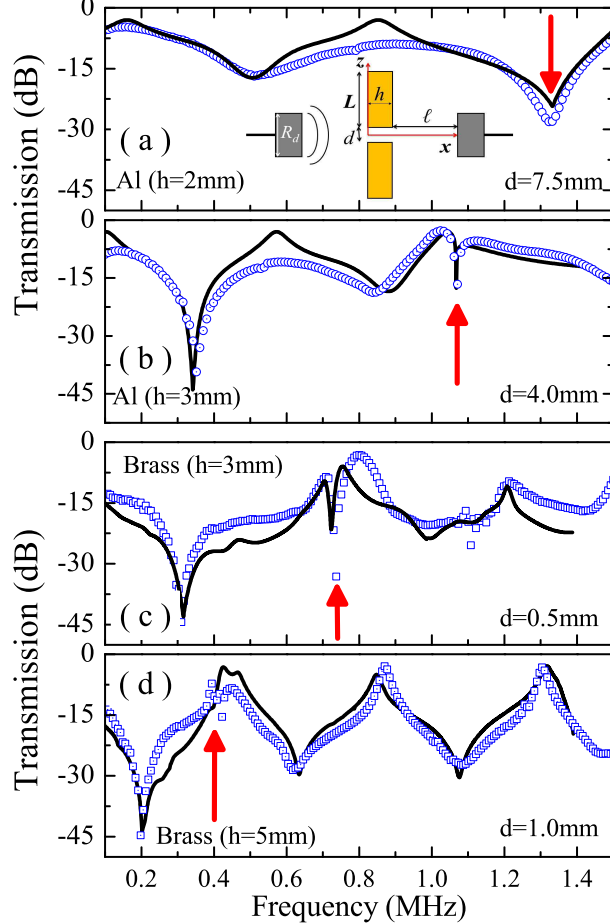 0
-15
-30
-45
Transmission (dB)
z
L
h
R_d
d
ℓ
x
( a )
Al (h=2mm)
d=7.5mm
0
-15
-30
-45
( b )
Al (h=3mm)
d=4.0mm
0
-15
-30
-45
Transmission (dB)
Brass (h=3mm)
( c )
d=0.5mm
0
-15
-30
-45
( d )
Brass (h=5mm)
d=1.0mm
0.2 0.4 0.6 0.8 1.0 1.2 1.4
Frequency (MHz)